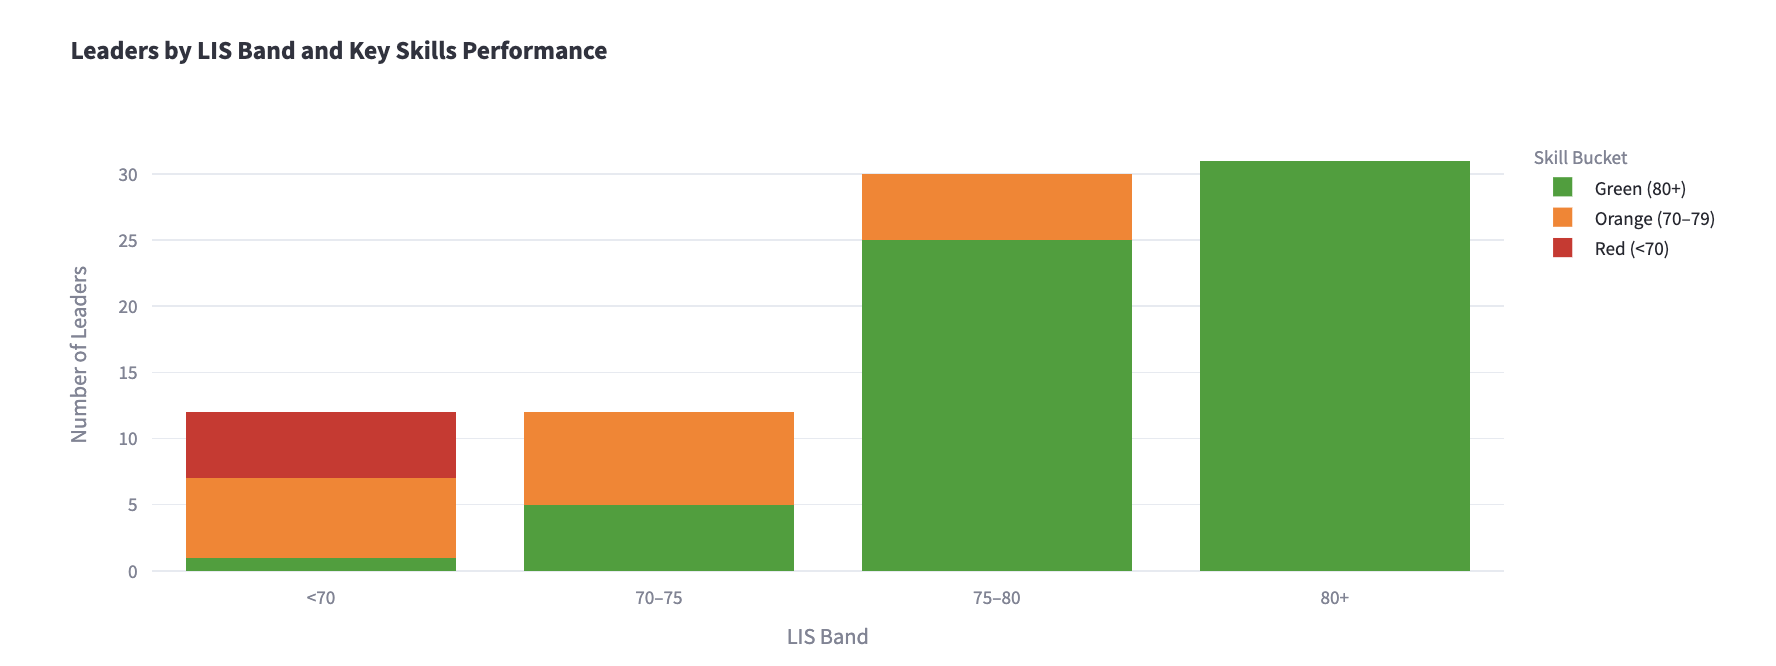 Leaders by LIS Band and Key Skills Performance
Skill Bucket
Green (80+)
Orange (70–79)
Red (<70)
Number of Leaders
30
25
20
15
10
5
0
<70
70–75
75–80
80+
LIS Band